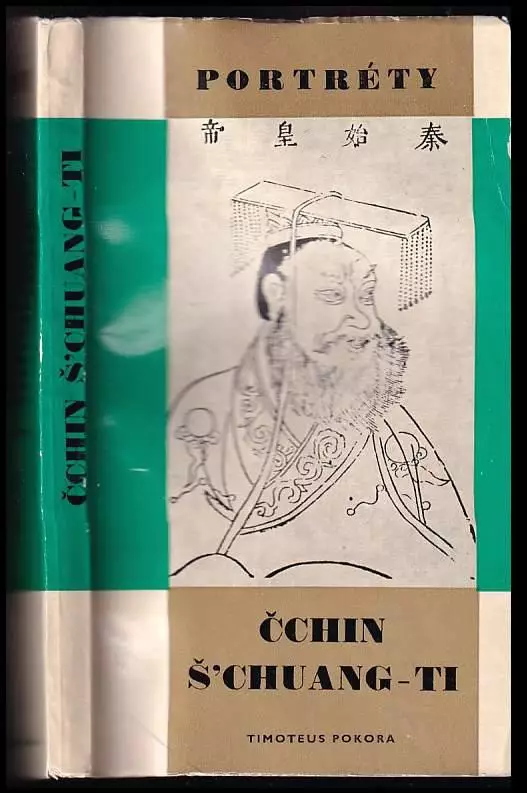 PORTRÉTY
帝皇始秦
ČCHIN
Š’CHUANG-TI
TIMOTEUS POKORA
ČCHIN Š’CHUANG-TI